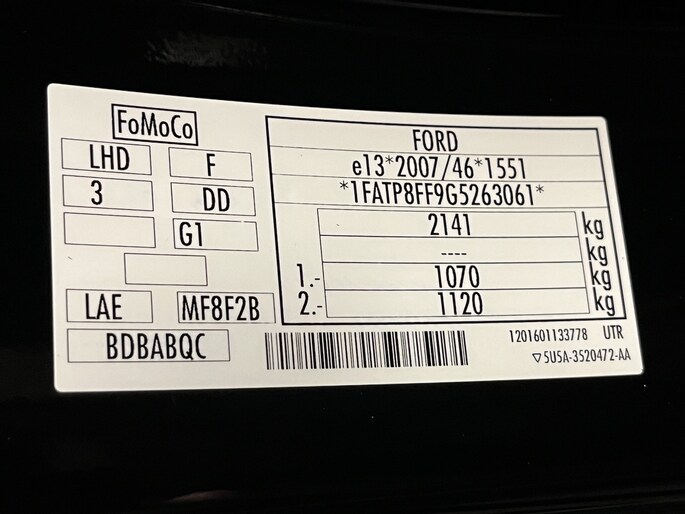 FoMoCo
LHD F
3 DD
G1
LAE MF8F2B
BDBABQC
FORD
e13*2007/46*1551
*1FATP8FF9G5263061*
2141 kg
---- kg
1.- 1070 kg
2.- 1120 kg
1201601133778 UTR
▽5U5A-3520472-AA